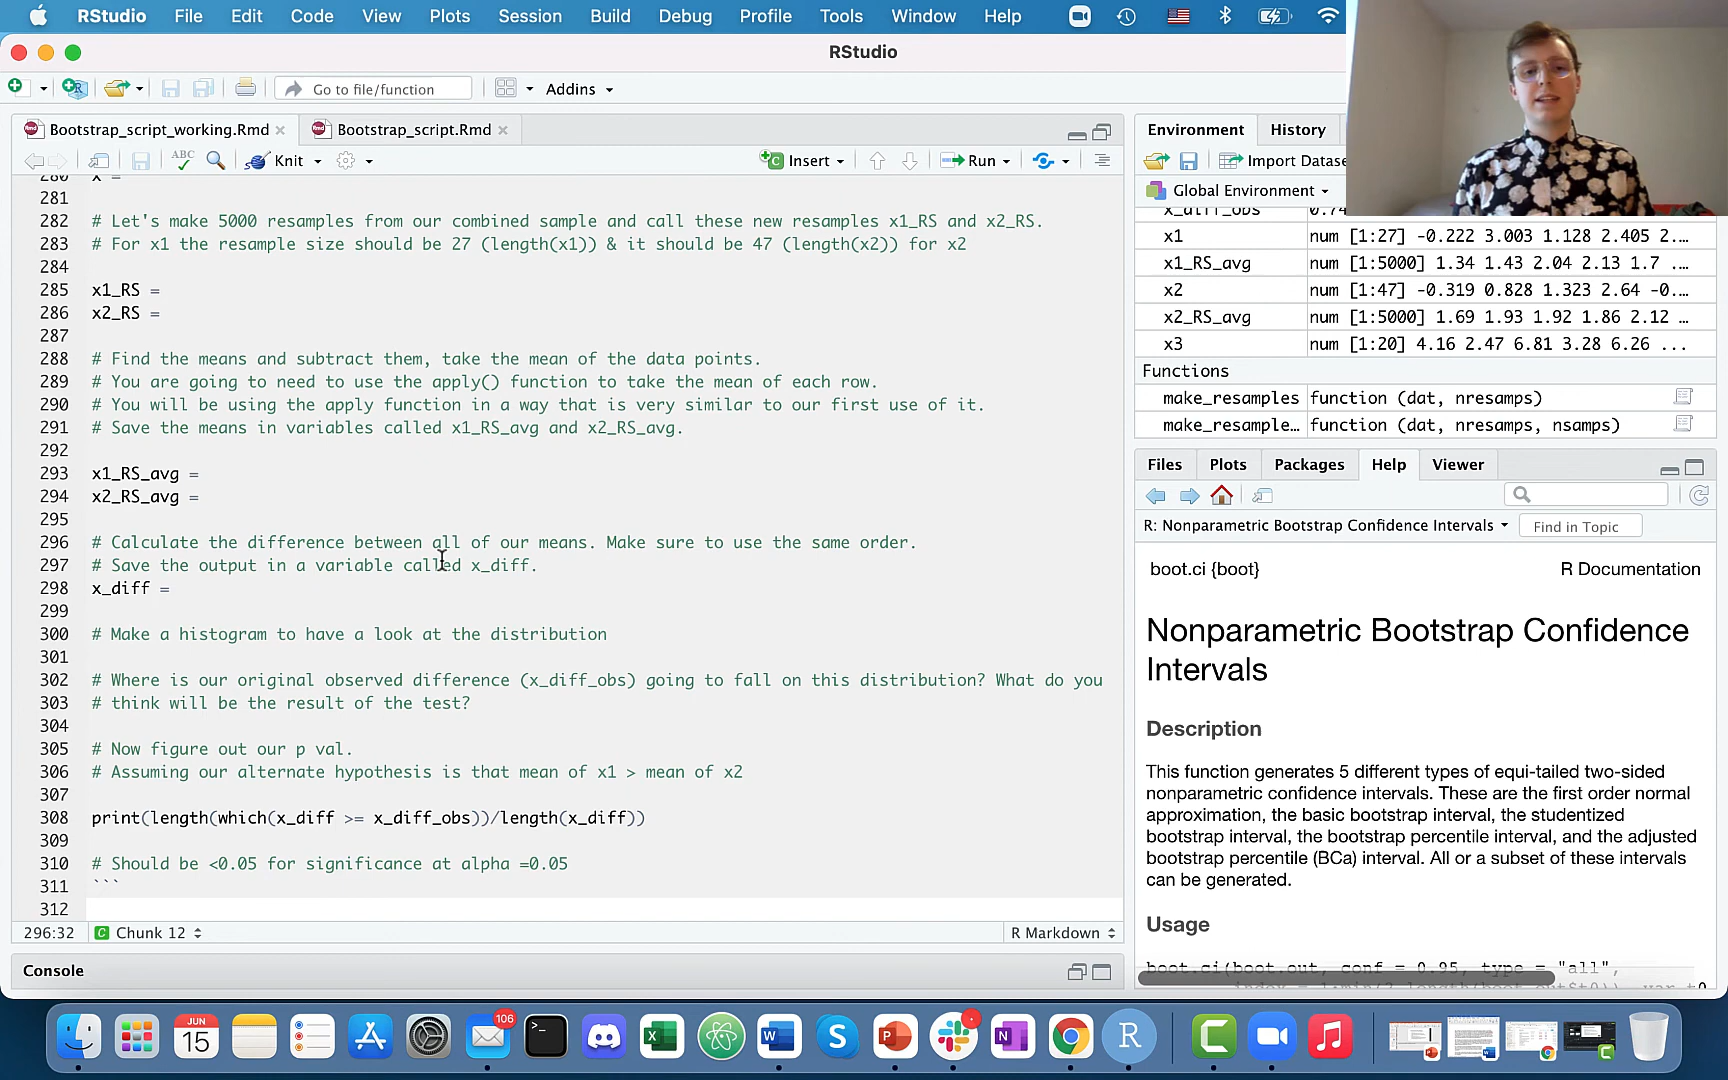 RStudio File Edit Code View Plots Session Build Debug Profile Tools Window Help
RStudio
Go to file/function Addins
Bootstrap_script_working.Rmd Bootstrap_script.Rmd
ABC Knit Insert Run
281
282 # Let's make 5000 resamples from our combined sample and call these new resamples x1_RS and x2_RS.
283 # For x1 the resample size should be 27 (length(x1)) & it should be 47 (length(x2)) for x2
284
285 x1_RS =
286 x2_RS =
287
288 # Find the means and subtract them, take the mean of the data points.
289 # You are going to need to use the apply() function to take the mean of each row.
290 # You will be using the apply function in a way that is very similar to our first use of it.
291 # Save the means in variables called x1_RS_avg and x2_RS_avg.
292
293 x1_RS_avg =
294 x2_RS_avg =
295
296 # Calculate the difference between all of our means. Make sure to use the same order.
297 # Save the output in a variable called x_diff.
298 x_diff =
299
300 # Make a histogram to have a look at the distribution
301
302 # Where is our original observed difference (x_diff_obs) going to fall on this distribution? What do you
303 # think will be the result of the test?
304
305 # Now figure out our p val.
306 # Assuming our alternate hypothesis is that mean of x1 > mean of x2
307
308 print(length(which(x_diff >= x_diff_obs))/length(x_diff))
309
310 # Should be <0.05 for significance at alpha =0.05
311 ```
312
296:32 C Chunk 12 R Markdown
Console
Environment History
Import Datase
Global Environment
x_diff_obs 0.74
x1 num [1:27] -0.222 3.003 1.128 2.405 2.…
x1_RS_avg num [1:5000] 1.34 1.43 2.04 2.13 1.7 ...
x2 num [1:47] -0.319 0.828 1.323 2.64 -0.…
x2_RS_avg num [1:5000] 1.69 1.93 1.92 1.86 2.12 ...
x3 num [1:20] 4.16 2.47 6.81 3.28 6.26 ...
Functions
make_resamples function (dat, nresamps)
make_resample… function (dat, nresamps, nsamps)
Files Plots Packages Help Viewer
R: Nonparametric Bootstrap Confidence Intervals Find in Topic
boot.ci {boot} R Documentation
Nonparametric Bootstrap Confidence
Intervals
Description
This function generates 5 different types of equi-tailed two-sided
nonparametric confidence intervals. These are the first order normal
approximation, the basic bootstrap interval, the studentized
bootstrap interval, the bootstrap percentile interval, and the adjusted
bootstrap percentile (BCa) interval. All or a subset of these intervals
can be generated.
Usage
boot.ci(boot.out, conf = 0.95, type = "all",
JUN
15
106